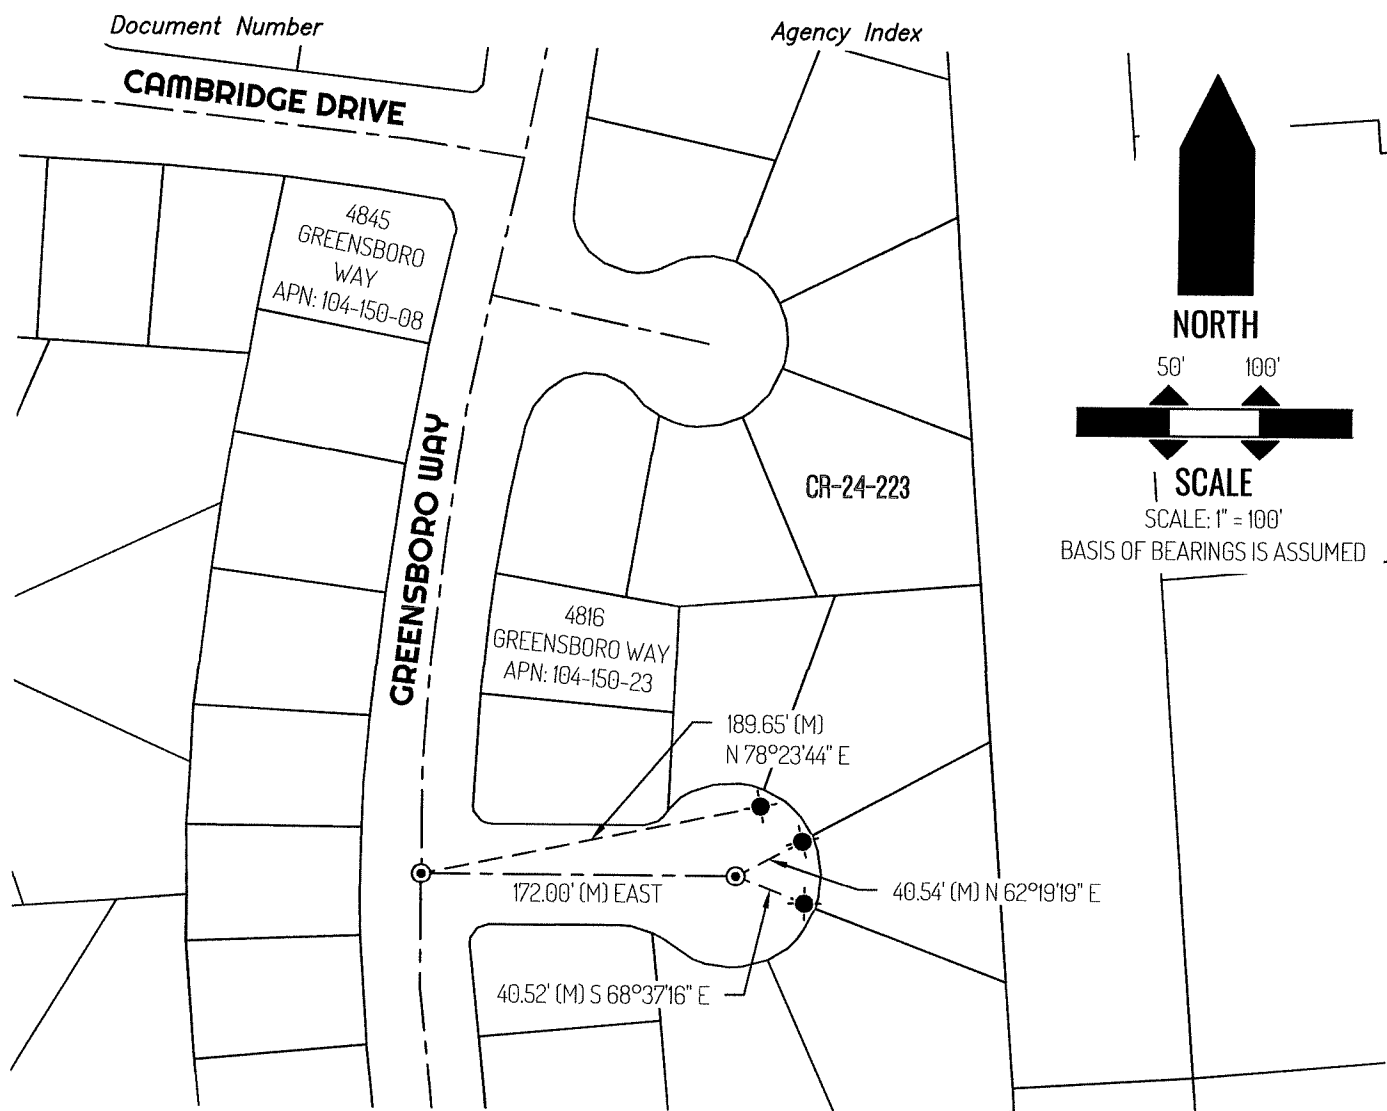 Document Number
Agency Index
CAMBRIDGE DRIVE
4845
GREENSBORO
WAY
APN: 104-150-08
NORTH
50' 100'
SCALE
SCALE: 1" = 100'
BASIS OF BEARINGS IS ASSUMED
GREENSBORO WAY
CR-24-223
4816
GREENSBORO WAY
APN: 104-150-23
189.65' (M)
N 78°23'44" E
172.00' (M) EAST
40.54' (M) N 62°19'19" E
40.52' (M) S 68°37'16" E